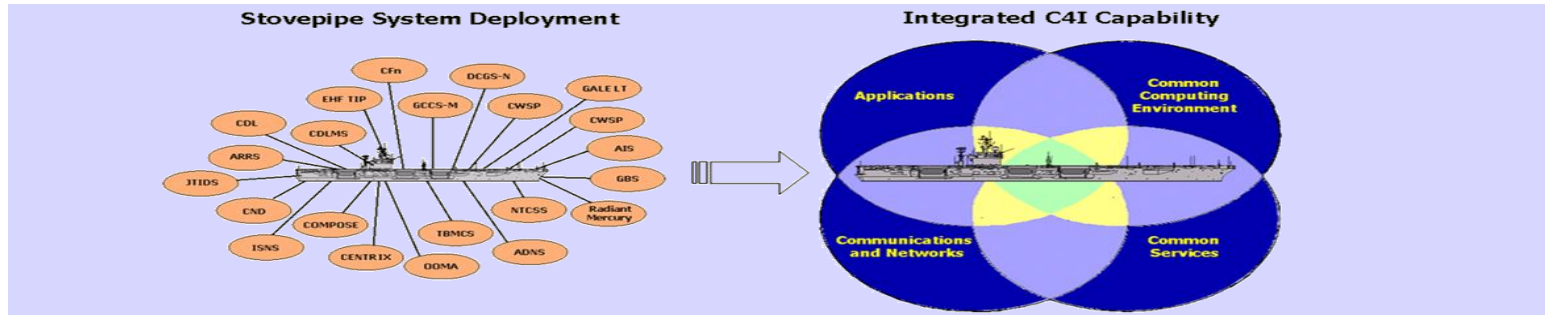 Stovepipe System Deployment
Integrated C4I Capability
CFn
DCGS-N
EHF TIP
GCCS-M
CWSP
GALE LT
CDL
CDLMS
CWSP
ARRS
AIS
JTIDS
GBS
CND
NTCSS
Radiant
Mercury
COMPOSE
TBMCS
ISNS
CENTRIX
OOMA
ADNS
Applications
Common
Computing
Environment
Communications
and Networks
Common
Services